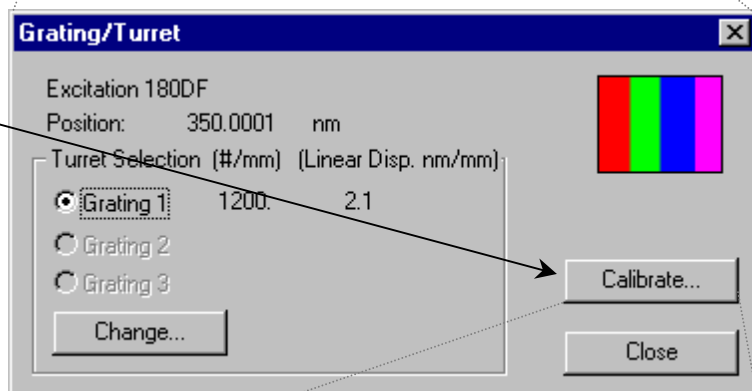 Grating/Turret
Excitation 180DF
Position: 350.0001 nm
Turret Selection (#/mm) (Linear Disp. nm/mm)
Grating 1 1200. 2.1
Grating 2
Grating 3
Change...
Calibrate...
Close